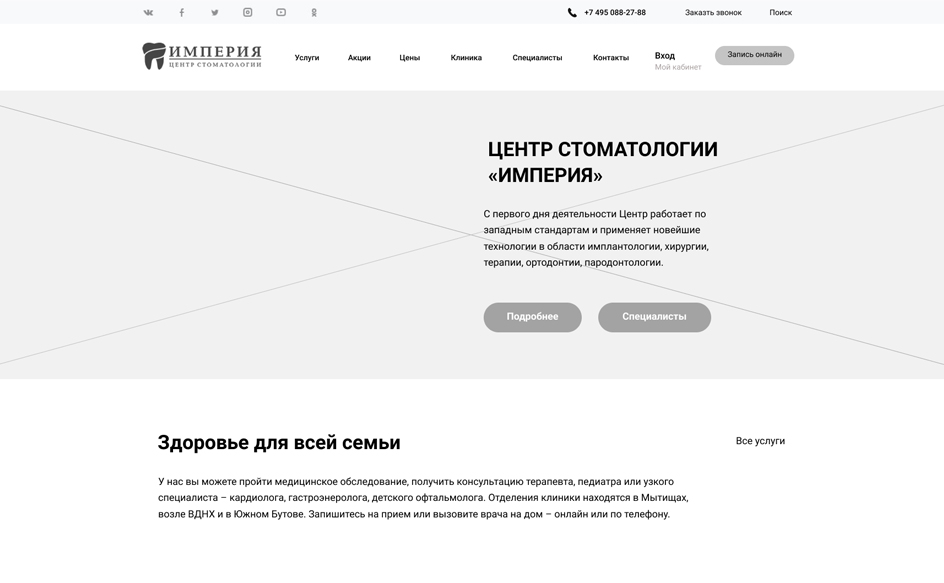 +7 495 088-27-88 Заказать звонок Поиск
ИМПЕРИЯ
ЦЕНТР СТОМАТОЛОГИИ
Услуги Акции Цены Клиника Специалисты Контакты
Вход
Мой кабинет
Запись онлайн
ЦЕНТР СТОМАТОЛОГИИ
«ИМПЕРИЯ»
С первого дня деятельности Центр работает по
западным стандартам и применяет новейшие
технологии в области имплантологии, хирургии,
терапии, ортодонтии, пародонтологии.
Подробнее Специалисты
Здоровье для всей семьи
Все услуги
У нас вы можете пройти медицинское обследование, получить консультацию терапевта, педиатра или узкого
специалиста – кардиолога, гастроэнеролога, детского офтальмолога. Отделения клиники находятся в Мытищах,
возле ВДНХ и в Южном Бутове. Запишитесь на прием или вызовите врача на дом – онлайн или по телефону.